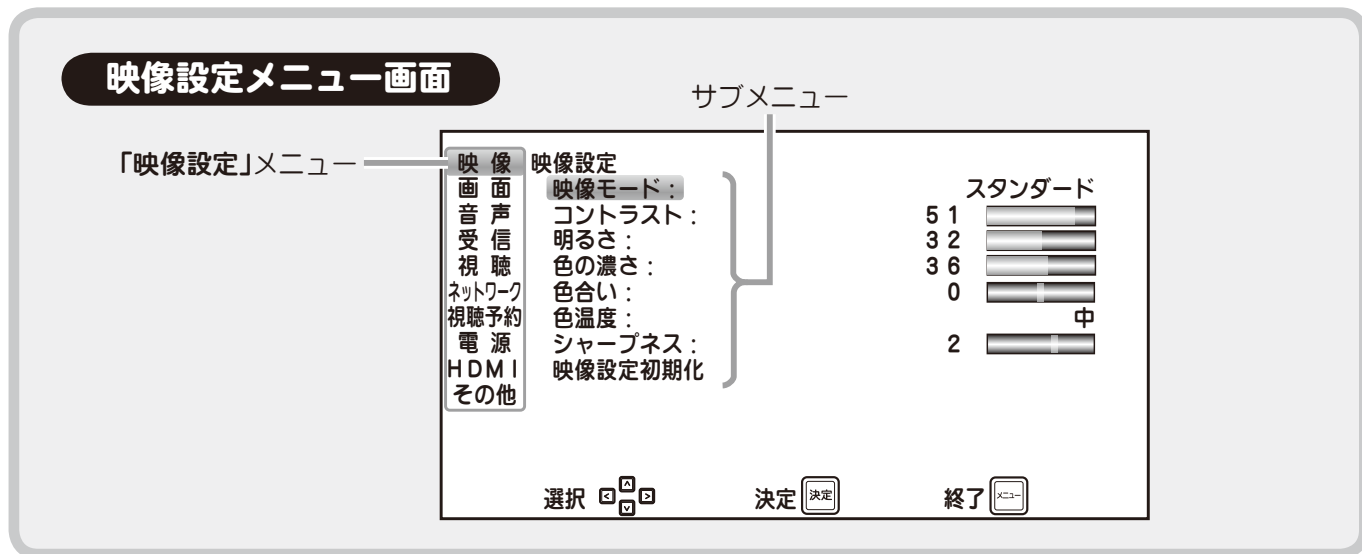 映像設定メニュー画面
サブメニュー
「映像設定」メニュー
映 像 映像設定
画 面 映像モード： スタンダード
音 声 コントラスト： 51
受 信 明るさ： 32
視 聴 色の濃さ： 36
ネットワーク 色合い： 0
視聴予約 色温度： 中
電 源 シャープネス： 2
HDMI 映像設定初期化
その他
選択 決定 決定 終了 メニュー